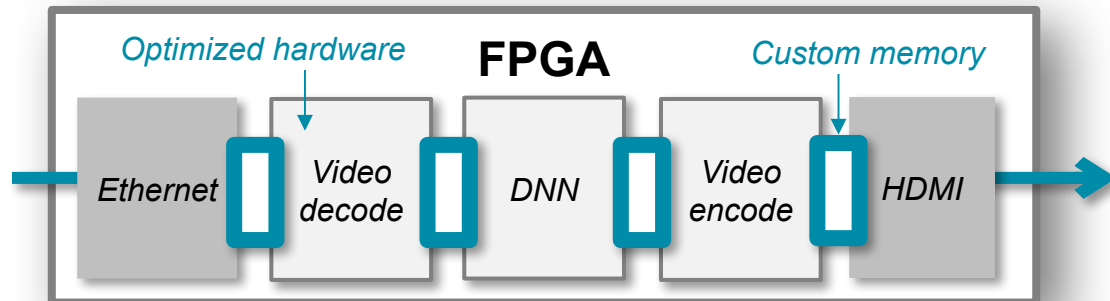 Optimized hardware
FPGA
Custom memory
Ethernet
Video
decode
DNN
Video
encode
HDMI